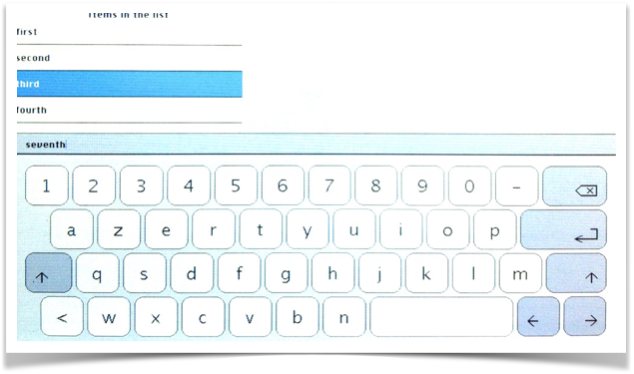 Items in the list
first
second
third
fourth
seventh
1 2 3 4 5 6 7 8 9 0 -
a z e r t y u i o p
q s d f g h j k l m
< w x c v b n